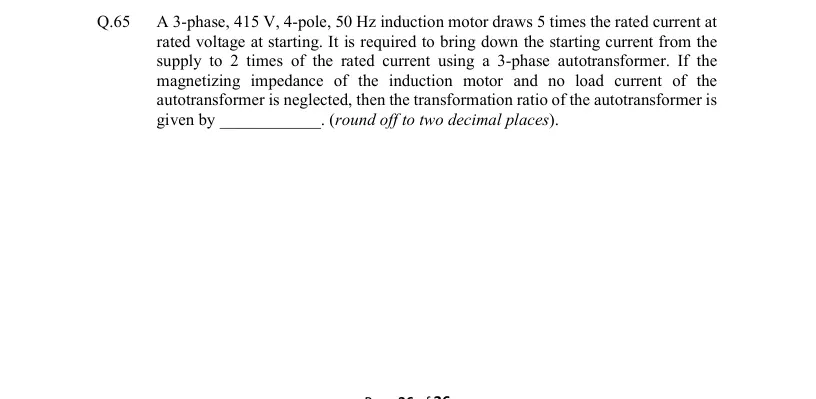 Q.65 A 3-phase, 415 V, 4-pole, 50 Hz induction motor draws 5 times the rated current at
rated voltage at starting. It is required to bring down the starting current from the
supply to 2 times of the rated current using a 3-phase autotransformer. If the
magnetizing impedance of the induction motor and no load current of the
autotransformer is neglected, then the transformation ratio of the autotransformer is
given by ____________. (round off to two decimal places).